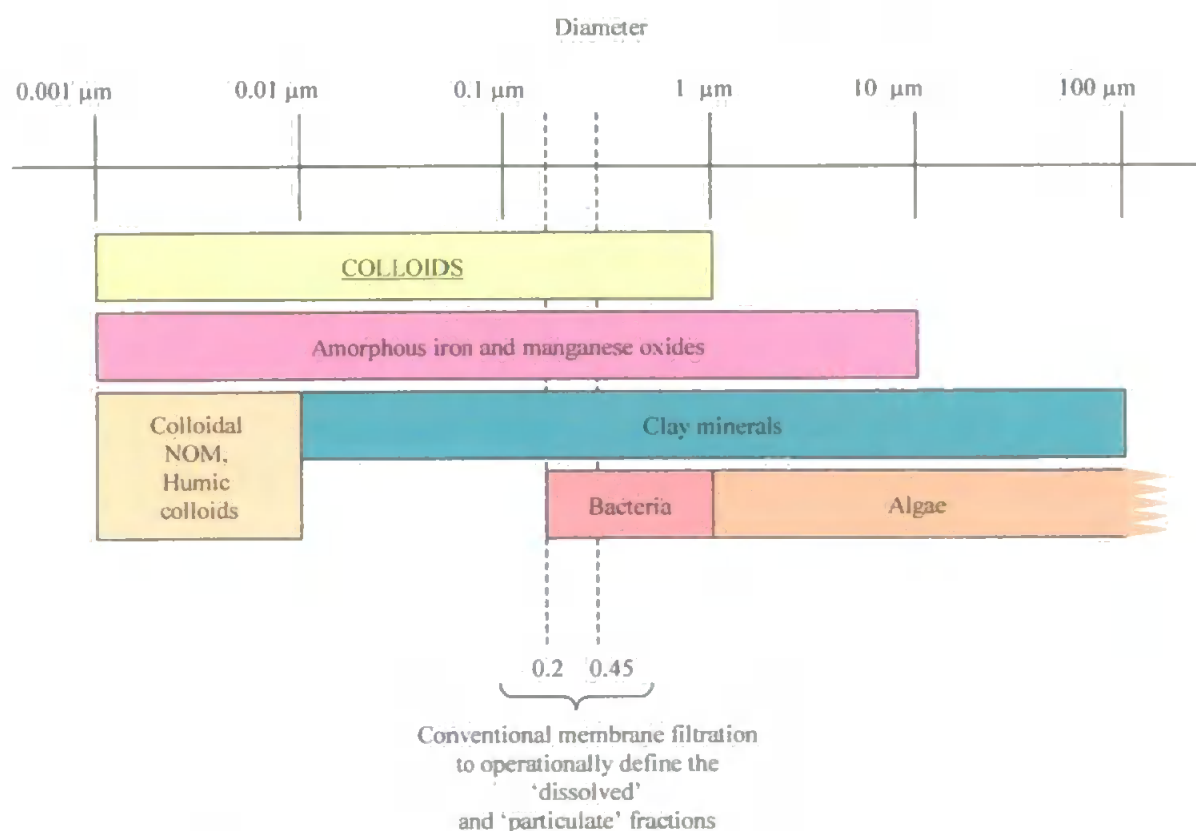 Diameter
0.001 µm 0.01 µm 0.1 µm 1 µm 10 µm 100 µm
COLLOIDS
Amorphous iron and manganese oxides
Colloidal
NOM,
Humic
colloids
Clay minerals
Bacteria
Algae
0.2 0.45
Conventional membrane filtration
to operationally define the
‘dissolved’
and ‘particulate’ fractions